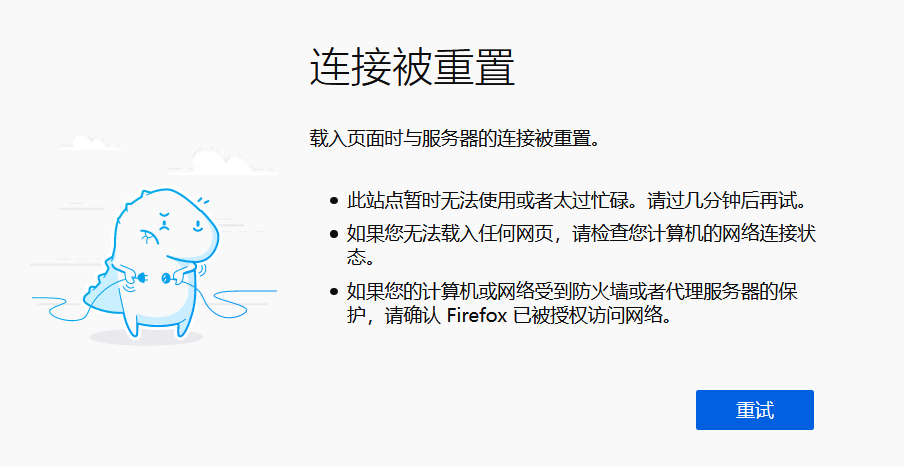 连接被重置
载入页面时与服务器的连接被重置。
此站点暂时无法使用或者太过忙碌。请过几分钟后再试。
如果您无法载入任何网页，请检查您计算机的网络连接状
态。
如果您的计算机或网络受到防火墙或者代理服务器的保
护，请确认 Firefox 已被授权访问网络。
重试